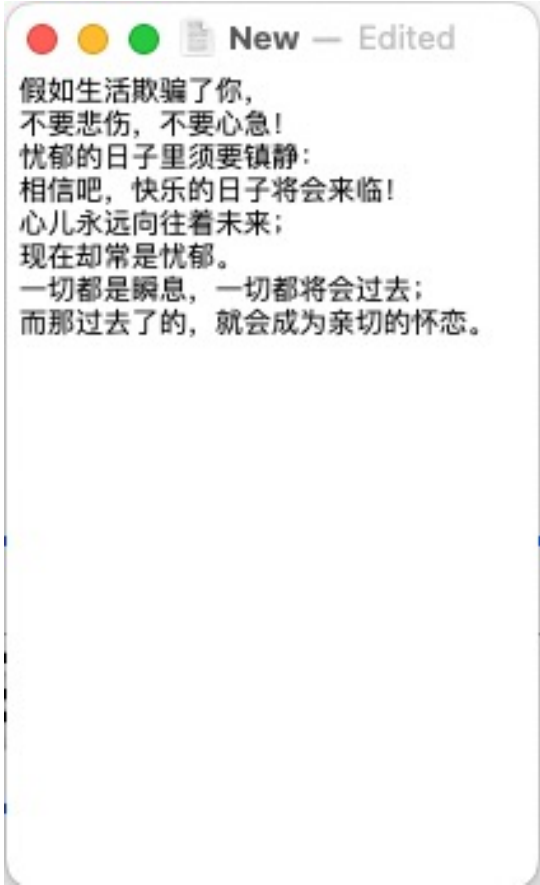 New — Edited
假如生活欺骗了你，
不要悲伤，不要心急！
忧郁的日子里须要镇静：
相信吧，快乐的日子将会来临！
心儿永远向往着未来；
现在却常是忧郁。
一切都是瞬息，一切都将会过去；
而那过去了的，就会成为亲切的怀恋。